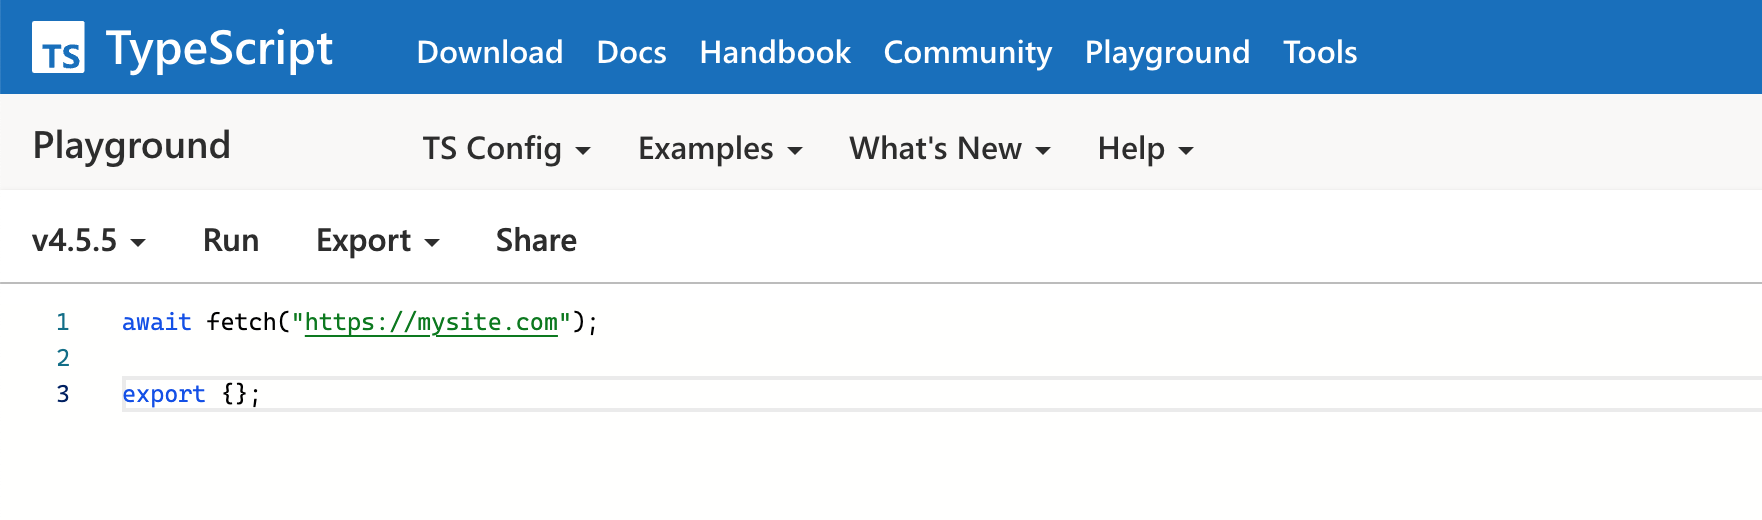 TS TypeScript Download Docs Handbook Community Playground Tools
Playground TS Config Examples What's New Help
v4.5.5 Run Export Share
1 await fetch("https://mysite.com");
2
3 export {};